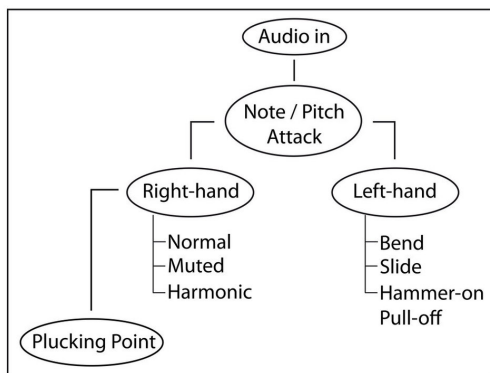 Audio in
Note / Pitch
Attack
Right-hand
Left-hand
Normal
Muted
Harmonic
Bend
Slide
Hammer-on
Pull-off
Plucking Point